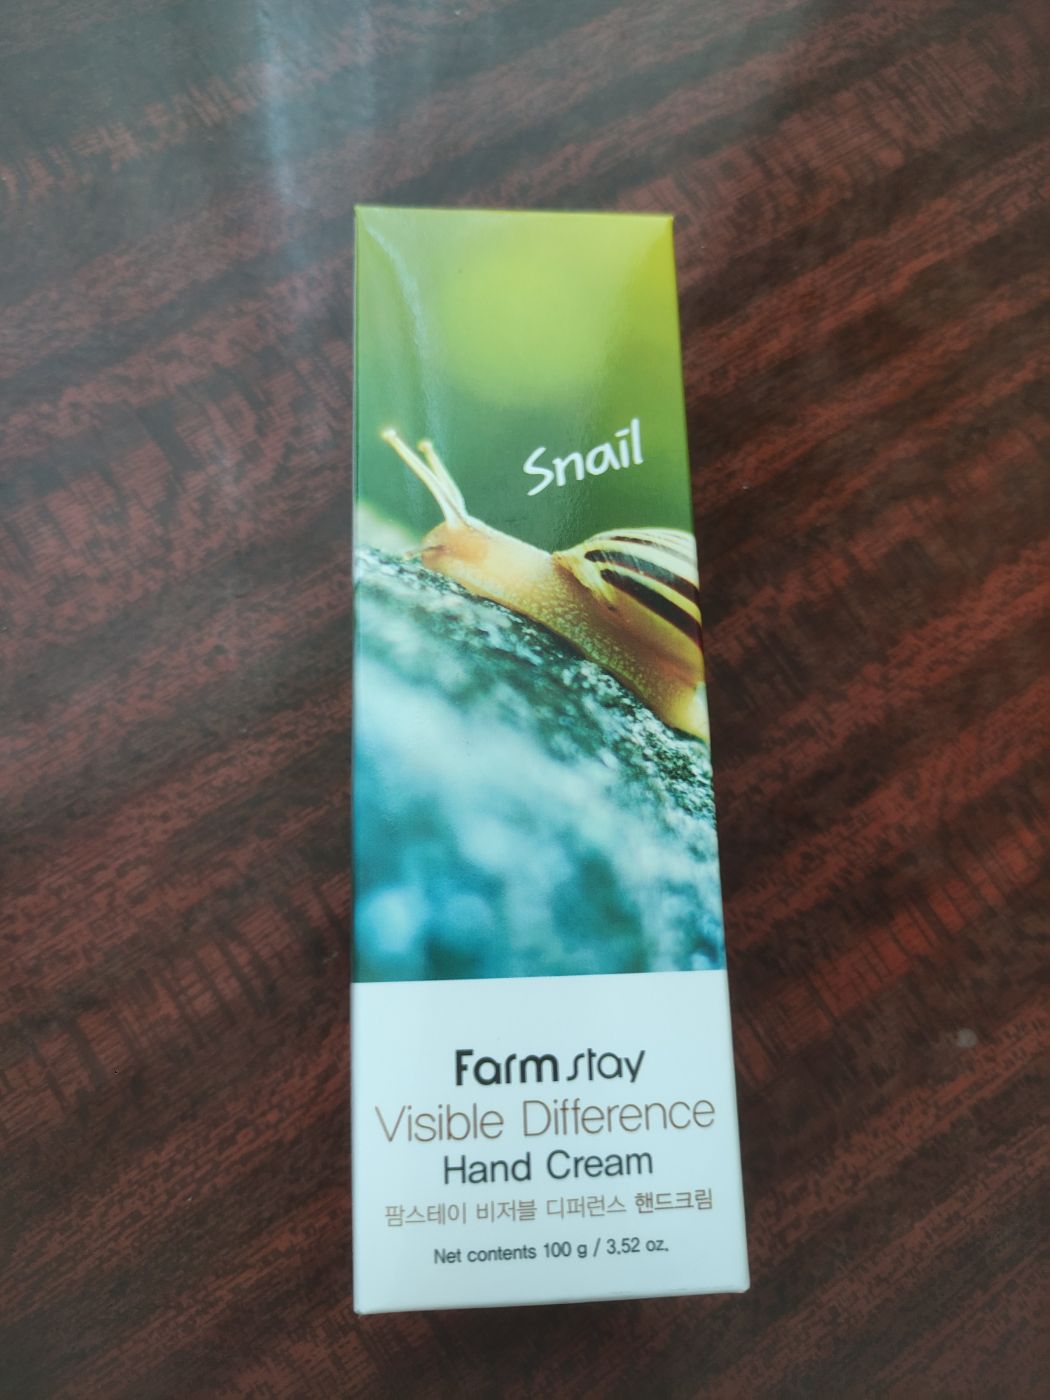 Snail
Farm stay
Visible Difference
Hand Cream
팜스테이 비저블 디퍼런스 핸드크림
Net contents 100 g / 3.52 oz.